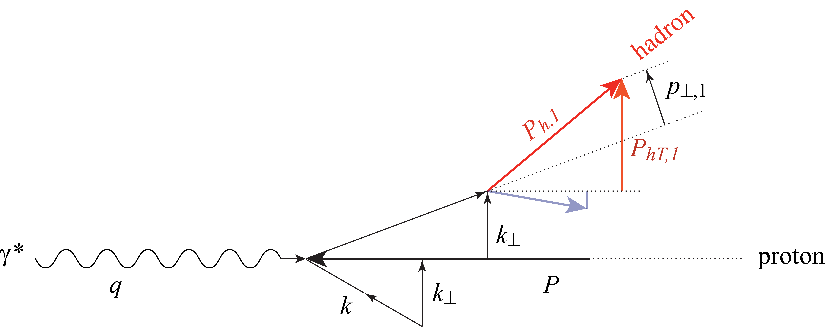 hadron
p⊥,1
Ph,1
PhT,1
k⊥
γ*
proton
q
k
k⊥
P